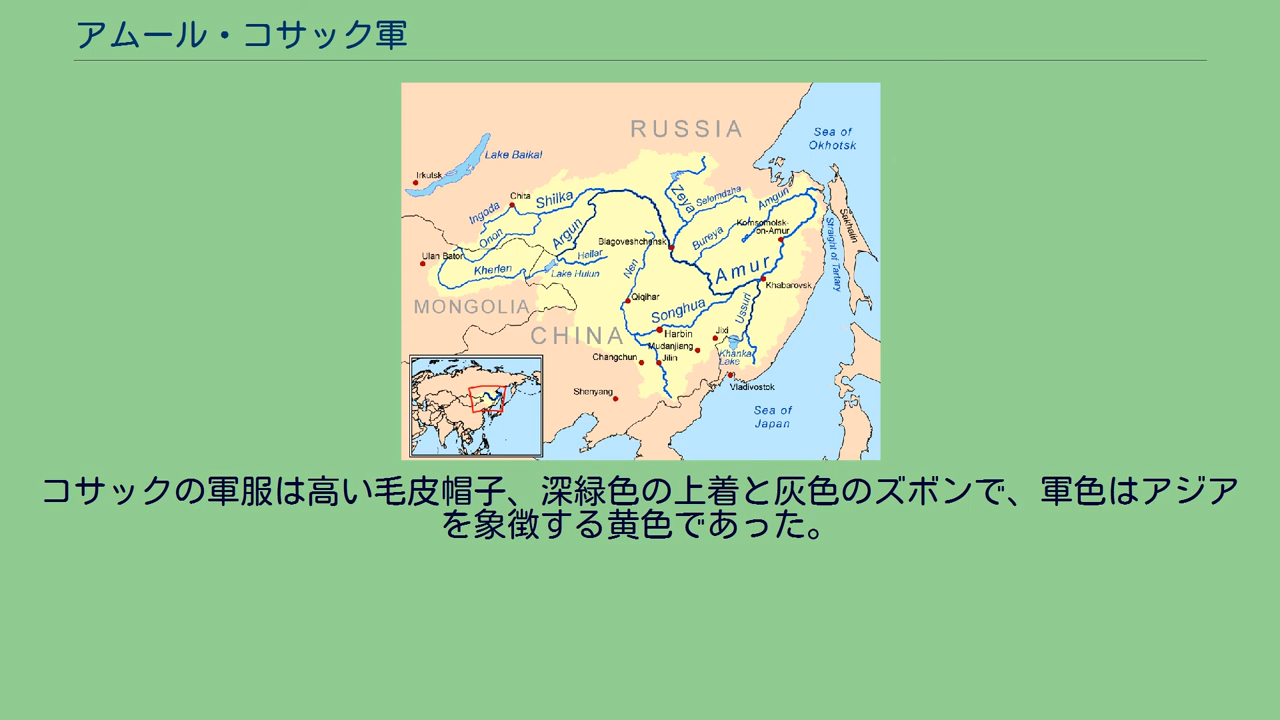 アムール・コサック軍
RUSSIA
Sea of
Okhotsk
Lake Baikal
Irkutsk
Chita
Shilka
Ingoda
Onon
Argun
Zeya
Selemdzha
Amgun
Komsomolsk-
on-Amur
Sakhalin
Straight of Tartary
Blagoveshchensk
Bureya
Ulan Bator
Kherlen
Hailar
Lake Hulun
Nen
Amur
Khabarovsk
MONGOLIA
Qiqihar
Songhua
Ussuri
CHINA
Harbin
Jixi
Mudanjiang
Khanka
Lake
Changchun
Jilin
Vladivostok
Shenyang
Sea of
Japan
コサックの軍服は高い毛皮帽子、深緑色の上着と灰色のズボンで、軍色はアジア
を象徴する黄色であった。